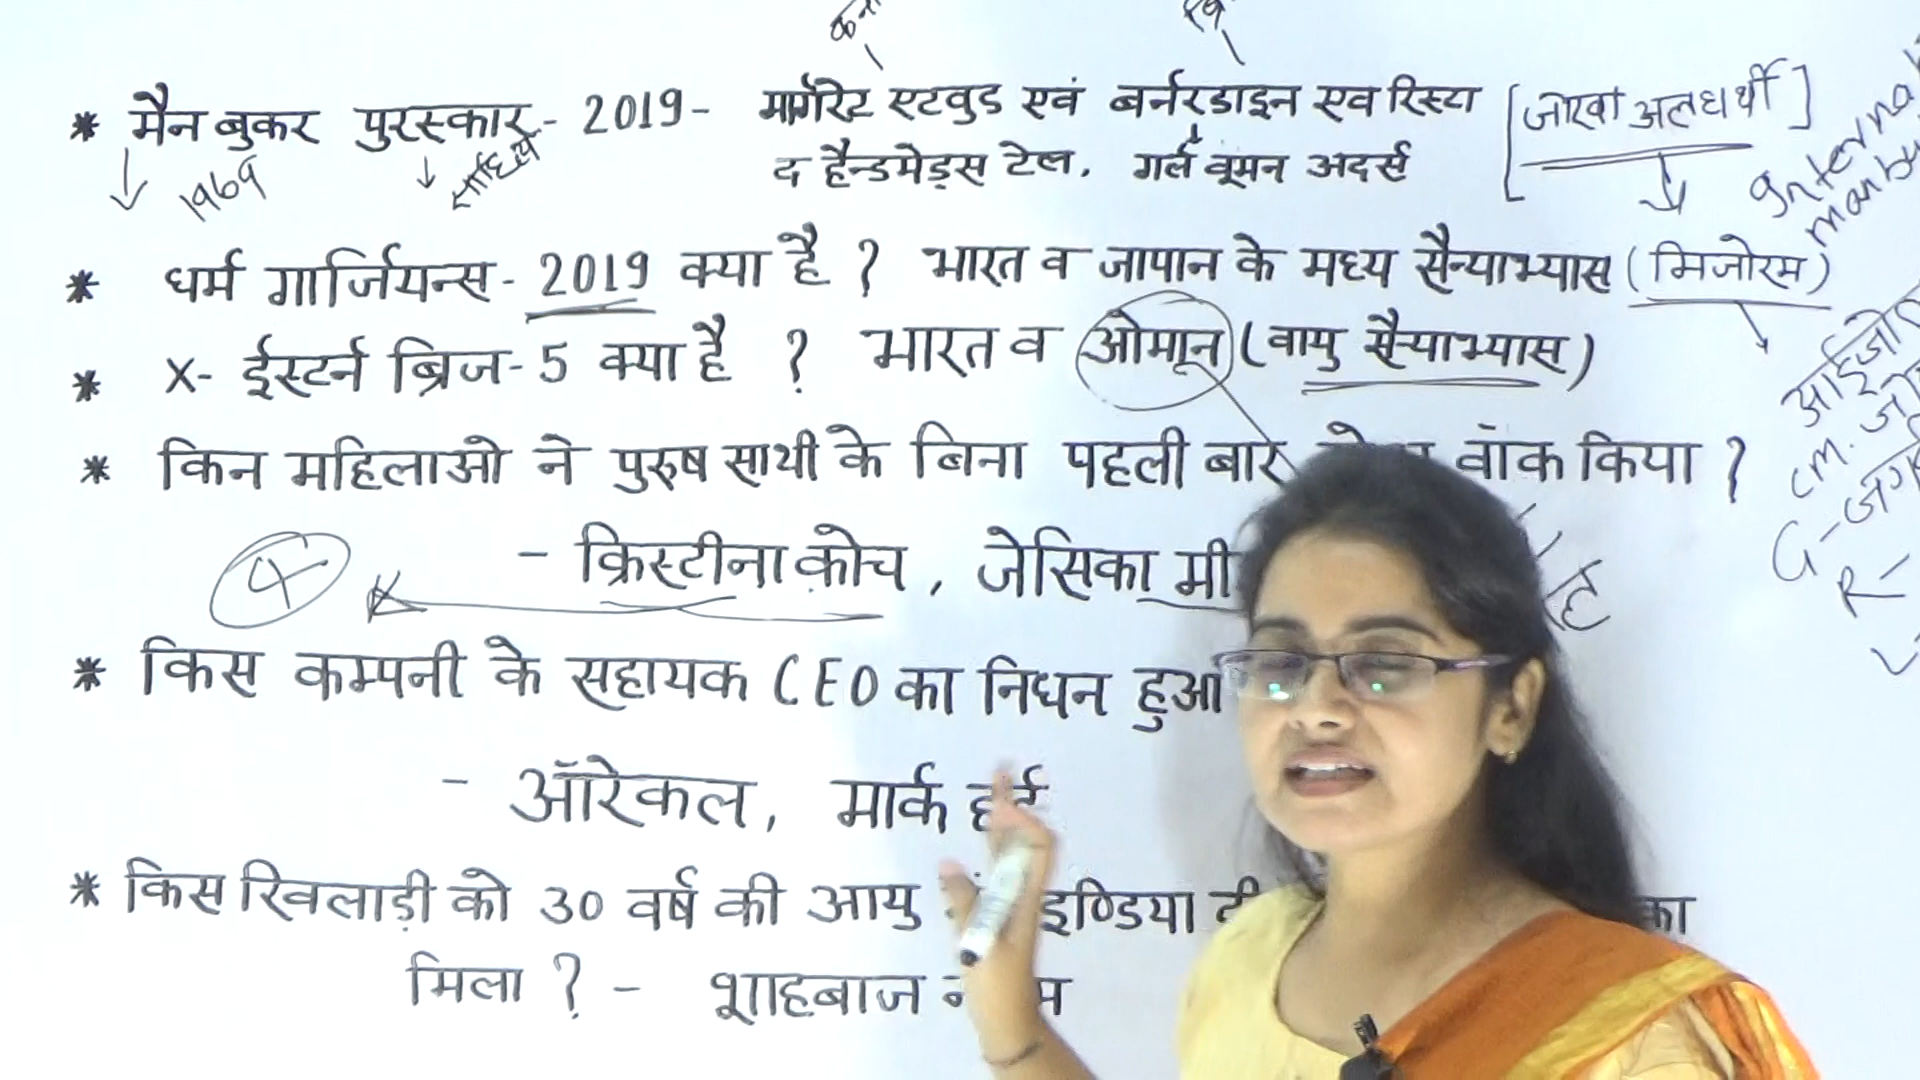 * मैन बुकर पुरस्कार - 2019 - मार्गरेट एटवुड एवं बर्नरडाइन एवरिस्टा [जोखा अलहार्थी]
1969 साहित्य द हैन्डमेड्स टेल, गर्ल वूमन अदर्स
* धर्म गार्जियन्स - 2019 क्या है ? भारत व जापान के मध्य सैन्याभ्यास (मिजोरम)
* X- ईस्टर्न ब्रिज - 5 क्या है ? भारत व ओमान (वायु सैन्याभ्यास)
* किन महिलाओ ने पुरुष साथी के बिना पहली बार वॉक किया ?
4 - क्रिस्टीना कोच, जेसिका मी
* किस कम्पनी के सहायक CEO का निधन हुआ
- ऑरेकल, मार्क हर्ड
* किस खिलाड़ी को 30 वर्ष की आयु इण्डिया टी का
मिला ? - शाहबाज